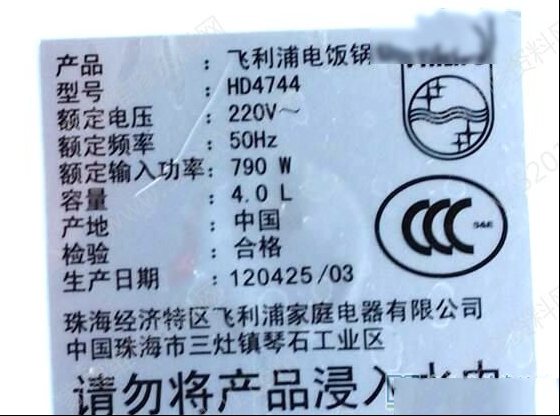 产品 : 飞利浦电饭锅
型号 : HD4744
额定电压 : 220V～
额定频率 : 50Hz
额定输入功率: 790 W
容量 : 4.0 L
产地 : 中国
检验 : 合格
生产日期 : 120425/03
CCC S&E
珠海经济特区飞利浦家庭电器有限公司
中国珠海市三灶镇琴石工业区
请勿将产品浸入水中